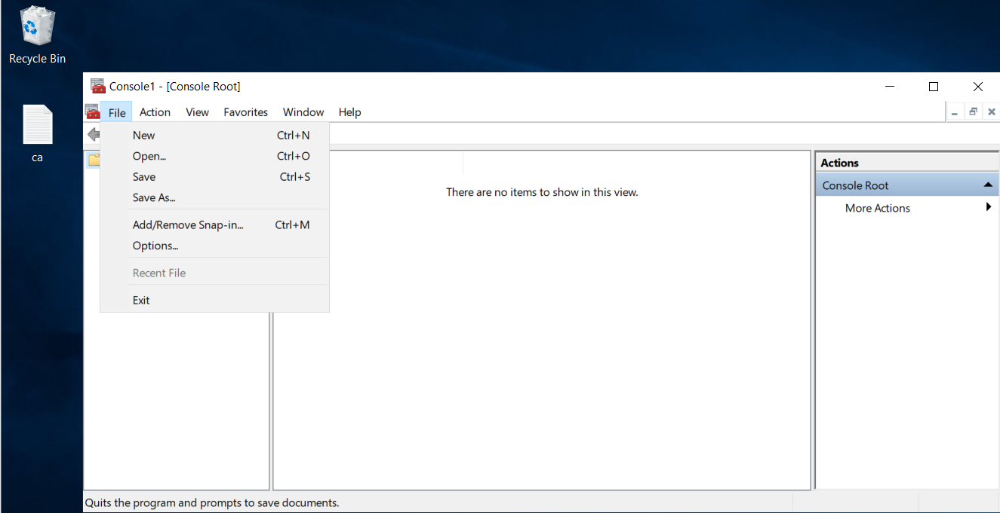 Recycle Bin
ca
Console1 - [Console Root]
File Action View Favorites Window Help
New Ctrl+N
Open... Ctrl+O
Save Ctrl+S
Save As...
Add/Remove Snap-in... Ctrl+M
Options...
Recent File
Exit
There are no items to show in this view.
Actions
Console Root
More Actions
Quits the program and prompts to save documents.